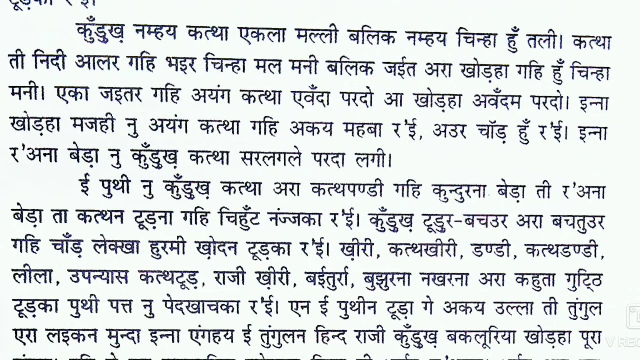 कुँड़ुख़ नम्हय कत्था एकला मल्ली बलिक नम्हय चिन्हा हुँ तली। कत्था
ती निदी आलर गहि भइर चिन्हा मल मनी बलिक जईत अरा खोड़हा गहि हुँ चिन्हा
मनी। एका जइतर गहि अयंग कत्था एवँदा परदो आ खोड़हा अवँदम परदो। इन्ना
खोड़हा मजही नु अयंग कत्था गहि अकय महबा र'ई, अउर चाॅड़ हुँ र'ई। इन्ना
र'अना बेड़ा नु कुँड़ुख़ कत्था सरलगले परदा लगी।
ई पुथी नु कुँड़ुख़ कत्था अरा कत्थपण्डी गहि कुन्दुरना बेड़ा ती र'अना
बेड़ा ता कत्थन टूड़ना गहि चिहुँट नंज्जका र'ई। कुँड़ुख़ टूड़ुर-बचउर अरा बचतुउर
गहि चाँड़ लेक्खा हुरमी ख़ोदन टूड़का र'ई। ख़ीरी, कत्थखीरी, डण्डी, कत्थडण्डी,
लीला, उपन्यास कत्थटूड़, राजी ख़ीरी, बईतुर्रा, बुझुरना नखरना अरा कहुता गुट्ठि
टूड़का पुथी पत्त नु पेदखाचका र'ई। एन ई पुथीन टूड़ा गे अकय उल्ला ती तुंगुल
एरा लइकन मुन्दा इन्ना एंगहय ई तुंगुलन हिन्द राजी कुँड़ुख़ बकलूरिया खोड़हा पूरा